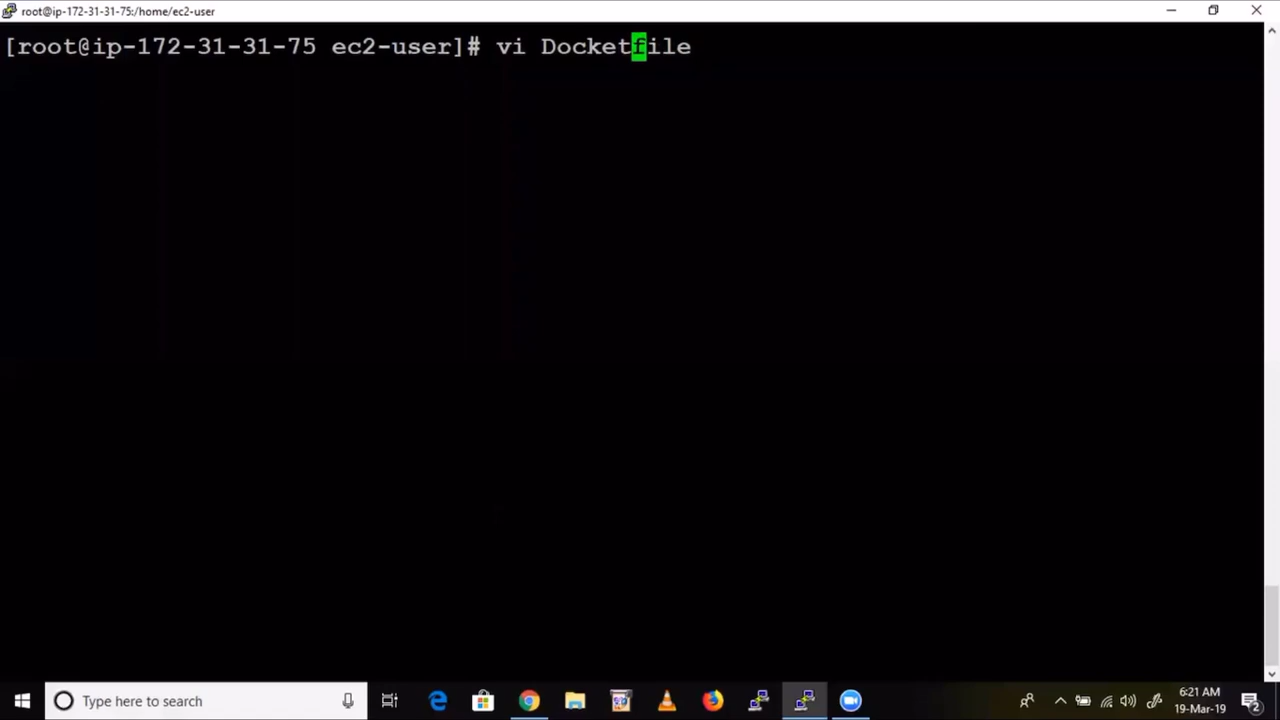 root@ip-172-31-31-75:/home/ec2-user
[root@ip-172-31-31-75 ec2-user]# vi Docketfile
Type here to search
6:21 AM
19-Mar-19
2